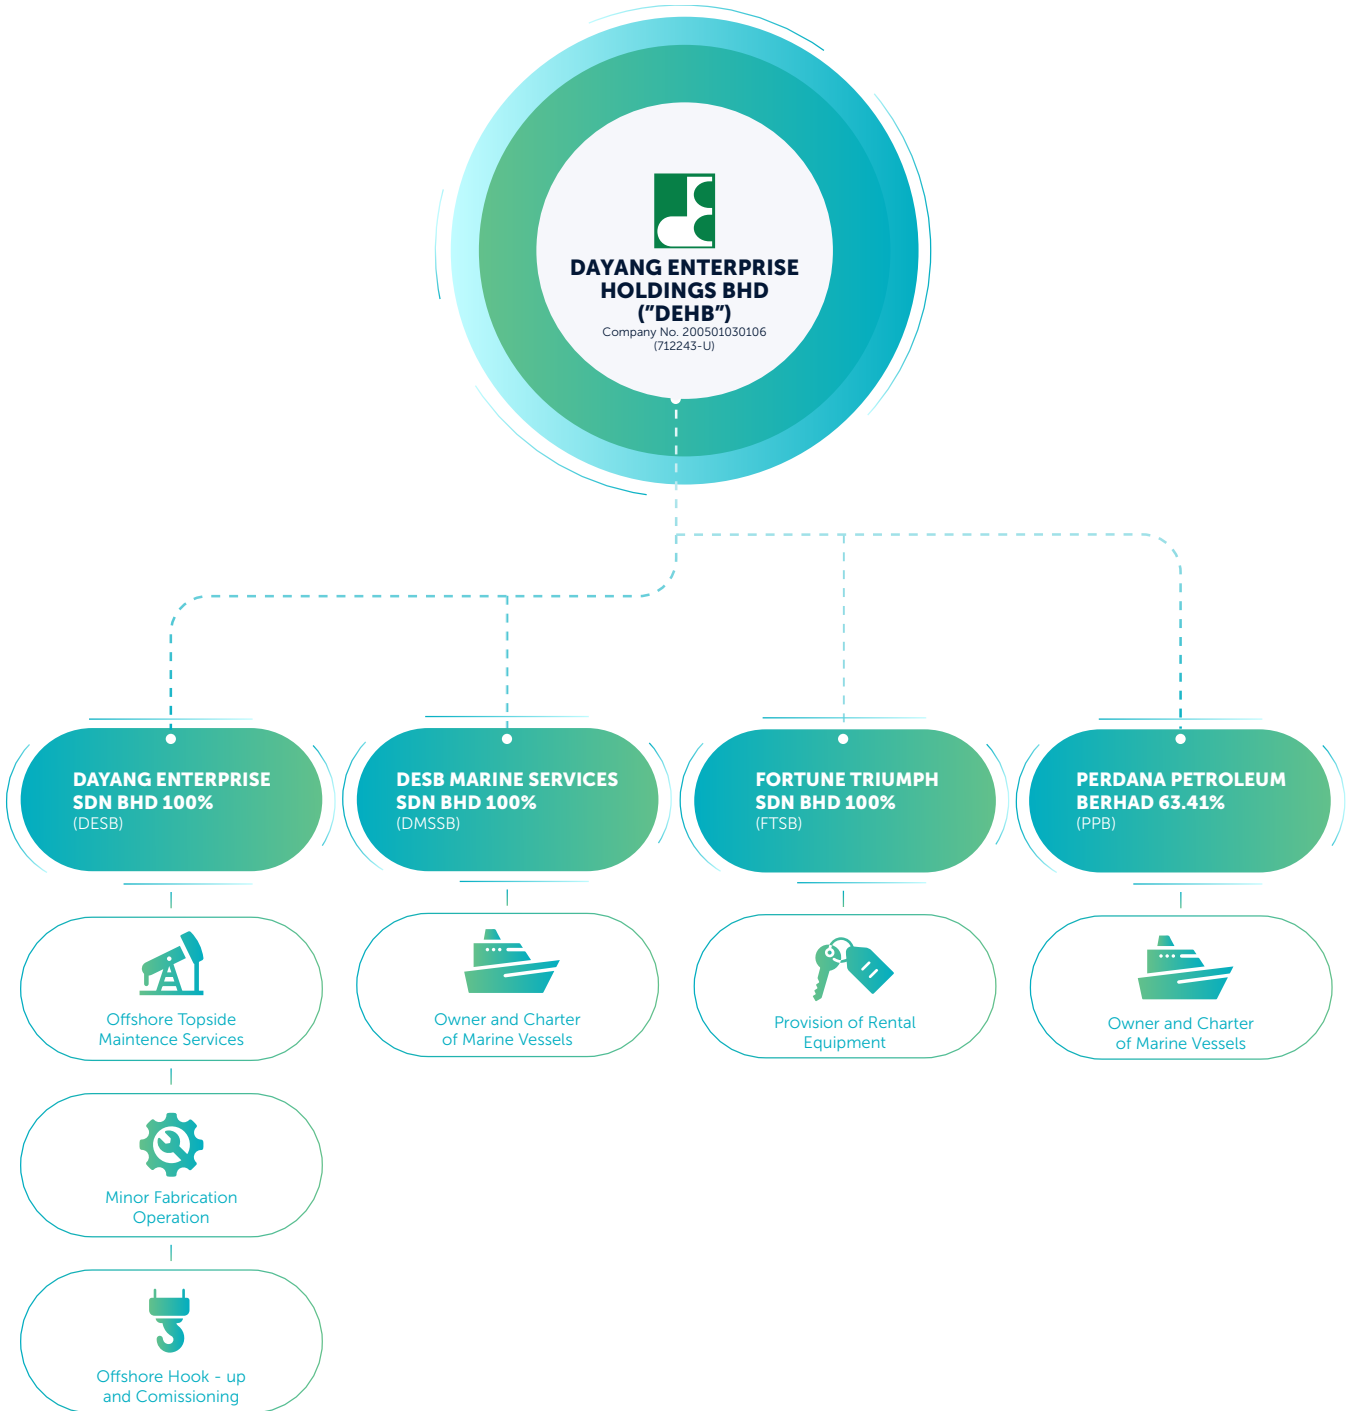 DAYANG ENTERPRISE
HOLDINGS BHD
("DEHB")
Company No. 200501030106
(712243-U)
DAYANG ENTERPRISE
SDN BHD 100%
(DESB)
DESB MARINE SERVICES
SDN BHD 100%
(DMSSB)
FORTUNE TRIUMPH
SDN BHD 100%
(FTSB)
PERDANA PETROLEUM
BERHAD 63.41%
(PPB)
Offshore Topside
Maintence Services
Owner and Charter
of Marine Vessels
Provision of Rental
Equipment
Owner and Charter
of Marine Vessels
Minor Fabrication
Operation
Offshore Hook - up
and Comissioning